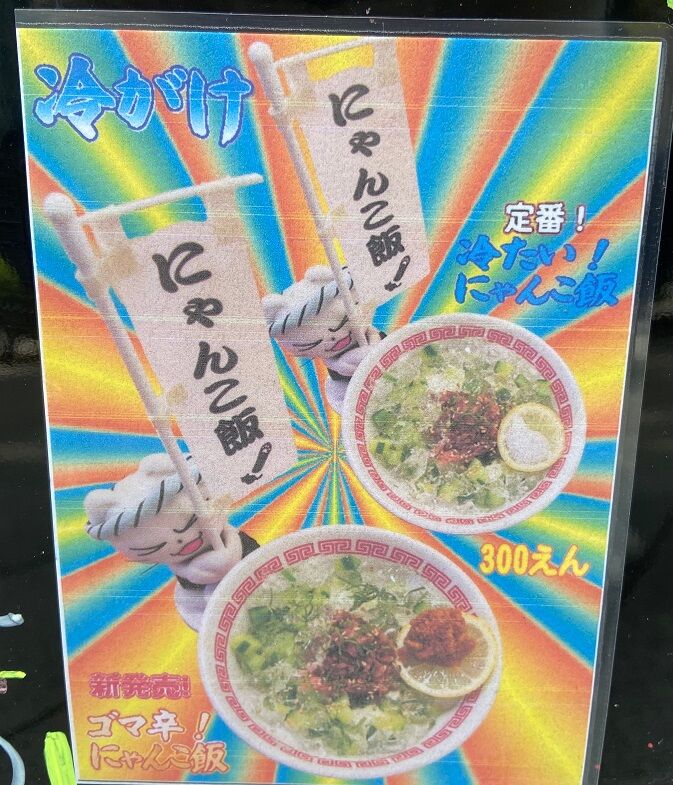 冷がけ
にゃんこ飯！
にゃんこ飯！
定番！
冷たい！
にゃんこ飯
300えん
新発売!
ゴマ辛！
にゃんこ飯